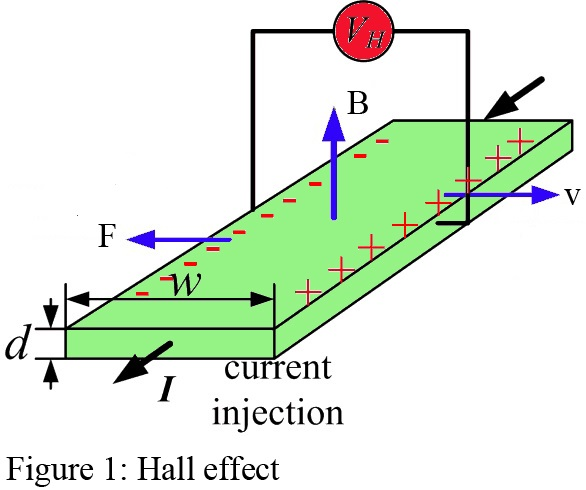 V_H
B
v
F
w
d
I
current
injection
Figure 1: Hall effect